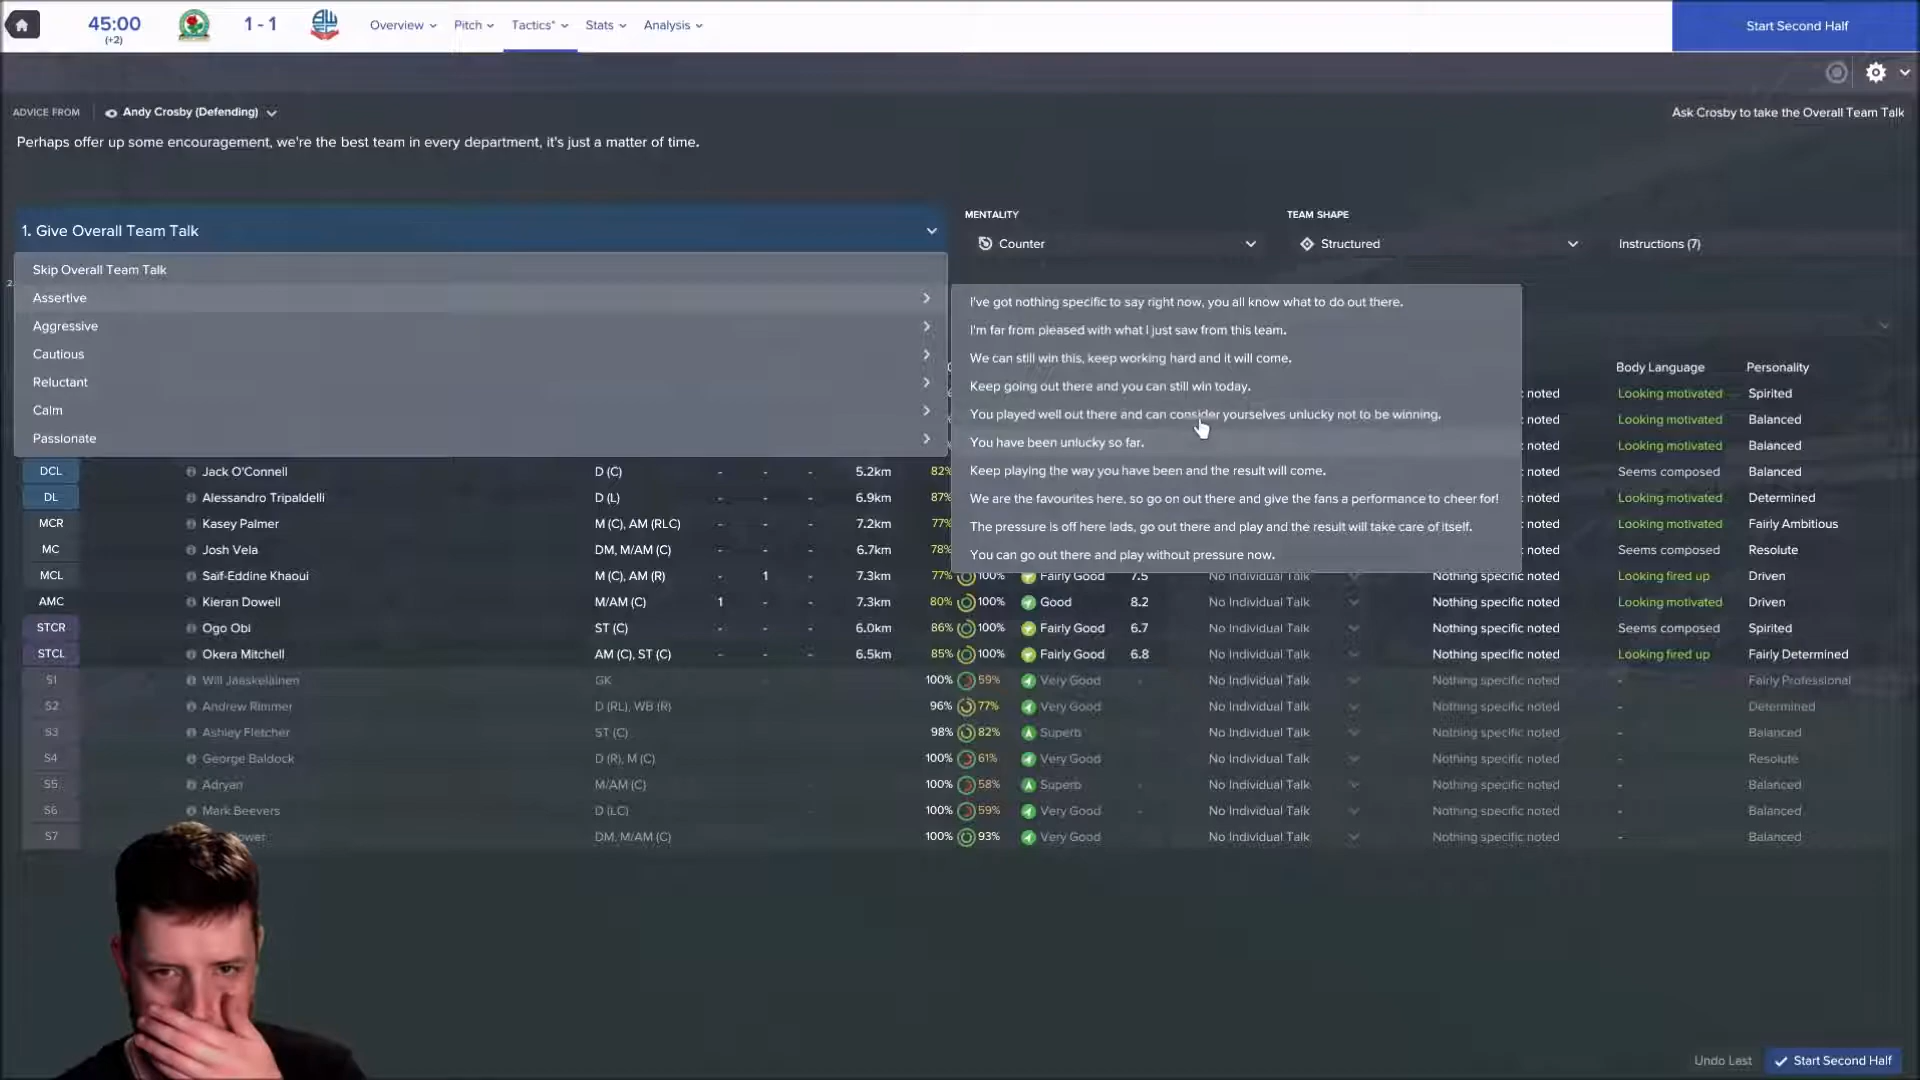 45:00
(+2)
1 - 1
Overview
Pitch
Tactics*
Stats
Analysis
Start Second Half
ADVICE FROM
Andy Crosby (Defending)
Ask Crosby to take the Overall Team Talk
Perhaps offer up some encouragement, we're the best team in every department, it's just a matter of time.
MENTALITY
TEAM SHAPE
1. Give Overall Team Talk
Counter
Structured
Instructions (7)
Skip Overall Team Talk
Assertive
Aggressive
Cautious
Reluctant
Calm
Passionate
I've got nothing specific to say right now, you all know what to do out there.
I'm far from pleased with what I just saw from this team.
We can still win this, keep working hard and it will come.
Keep going out there and you can still win today.
You played well out there and can consider yourselves unlucky not to be winning.
You have been unlucky so far.
Keep playing the way you have been and the result will come.
We are the favourites here, so go on out there and give the fans a performance to cheer for!
The pressure is off here lads, go out there and play and the result will take care of itself.
You can go out there and play without pressure now.
Body Language Personality
noted Looking motivated Spirited
noted Looking motivated Balanced
noted Looking motivated Balanced
DCL Jack O'Connell D (C) - - - 5.2km 82% noted Seems composed Balanced
DL Alessandro Tripaldelli D (L) - - - 6.9km 87% noted Looking motivated Determined
MCR Kasey Palmer M (C), AM (RLC) - - - 7.2km 77% noted Looking motivated Fairly Ambitious
MC Josh Vela DM, M/AM (C) - - - 6.7km 78% noted Seems composed Resolute
MCL Saïf-Eddine Khaoui M (C), AM (R) - 1 - 7.3km 77% 100% Fairly Good 7.5 No Individual Talk Nothing specific noted Looking fired up Driven
AMC Kieran Dowell M/AM (C) 1 - - 7.3km 80% 100% Good 8.2 No Individual Talk Nothing specific noted Looking motivated Driven
STCR Ogo Obi ST (C) - - - 6.0km 86% 100% Fairly Good 6.7 No Individual Talk Nothing specific noted Seems composed Spirited
STCL Okera Mitchell AM (C), ST (C) - - - 6.5km 85% 100% Fairly Good 6.8 No Individual Talk Nothing specific noted Looking fired up Fairly Determined
S1 Will Jaaskelainen GK 100% 59% Very Good - No Individual Talk Nothing specific noted - Fairly Professional
S2 Andrew Rimmer D (RL), WB (R) 96% 77% Very Good - No Individual Talk Nothing specific noted - Determined
S3 Ashley Fletcher ST (C) 98% 82% Superb - No Individual Talk Nothing specific noted - Balanced
S4 George Baldock D (R), M (C) 100% 61% Very Good - No Individual Talk Nothing specific noted - Resolute
S5 Adryan M/AM (C) 100% 58% Superb - No Individual Talk Nothing specific noted - Balanced
S6 Mark Beevers D (LC) 100% 59% Very Good - No Individual Talk Nothing specific noted - Balanced
S7 DM, M/AM (C) 100% 93% Very Good - No Individual Talk Nothing specific noted - Balanced
Undo Last
Start Second Half